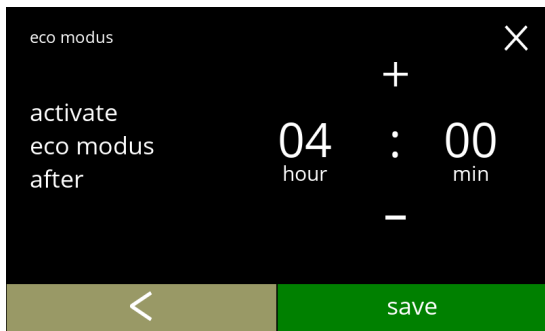 eco modus
+
activate
eco modus
after
04 : 00
hour min
-
< save